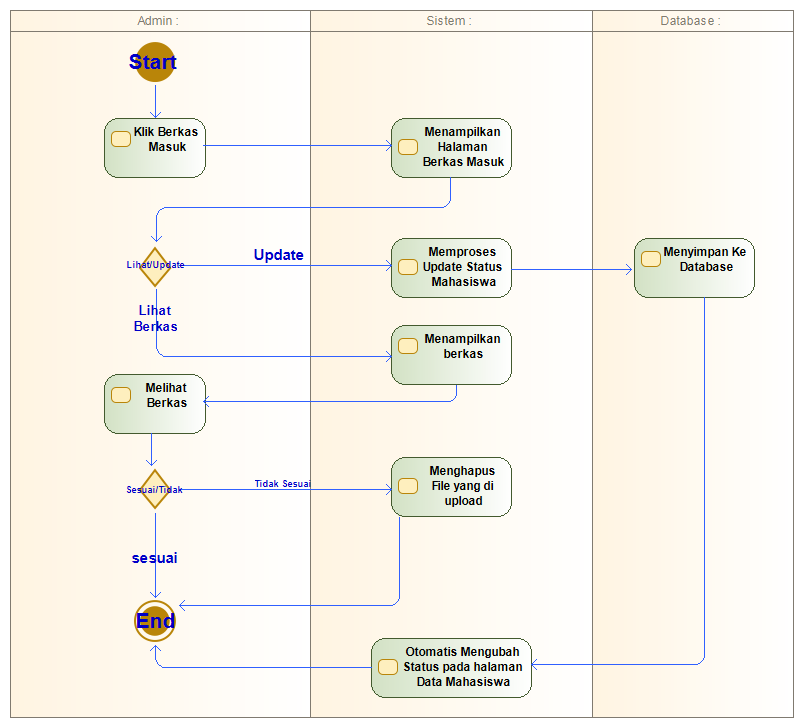 Admin :
Sistem :
Database :
Start
Klik Berkas
Masuk
Menampilkan
Halaman
Berkas Masuk
Lihat/Update
Update
Memproses
Update Status
Mahasiswa
Menyimpan Ke
Database
Lihat
Berkas
Menampilkan
berkas
Melihat
Berkas
Sesuai/Tidak
Tidak Sesuai
Menghapus
File yang di
upload
sesuai
End
Otomatis Mengubah
Status pada halaman
Data Mahasiswa